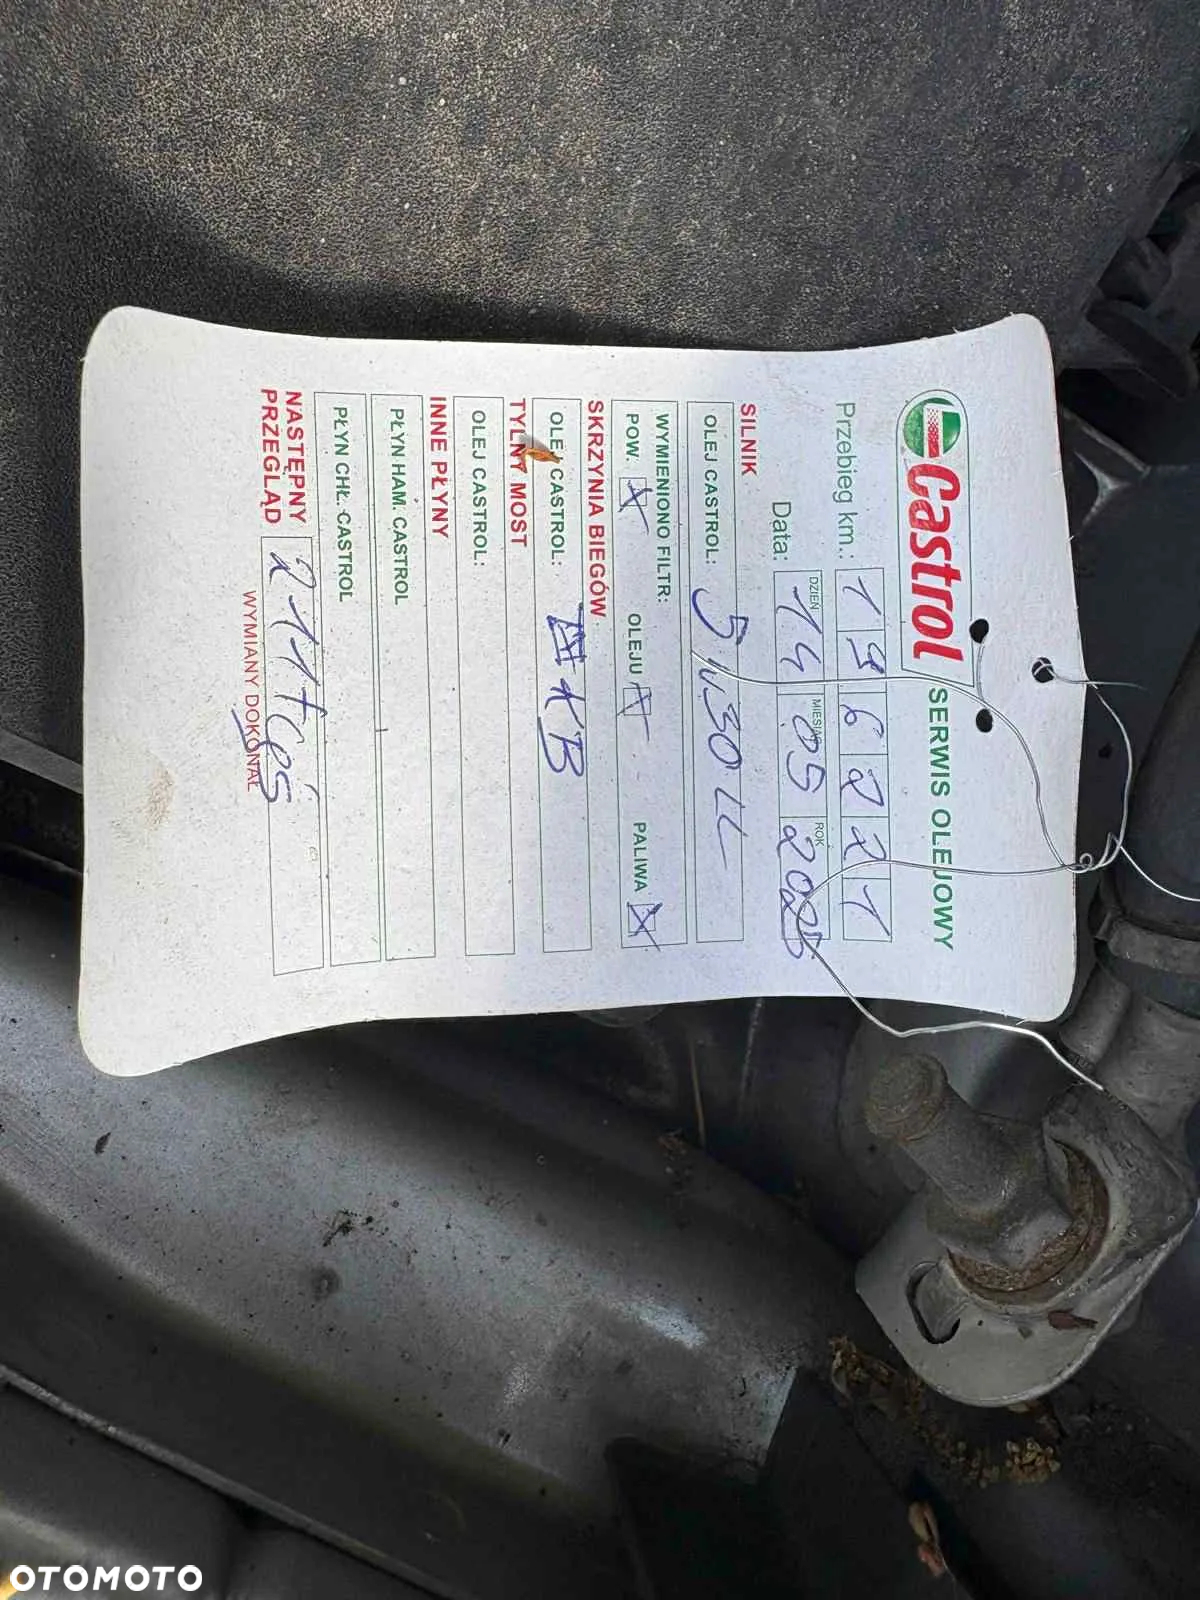 Castrol SERWIS OLEJOWY
Przebieg km.: 196221
DZIEŃ MIESIĄC ROK
Data: 14 05 2025
SILNIK
OLEJ CASTROL: 5W30 LL
WYMIENIONO FILTR:
POW. X OLEJU X PALIWA X
SKRZYNIA BIEGÓW
OLEJ CASTROL:
TYLNY MOST
OLEJ CASTROL:
INNE PŁYNY
PŁYN HAM. CASTROL
PŁYN CHŁ. CASTROL
NASTĘPNY
PRZEGLĄD 211tyś
WYMIANY DOKONAŁ
OTOMOTO